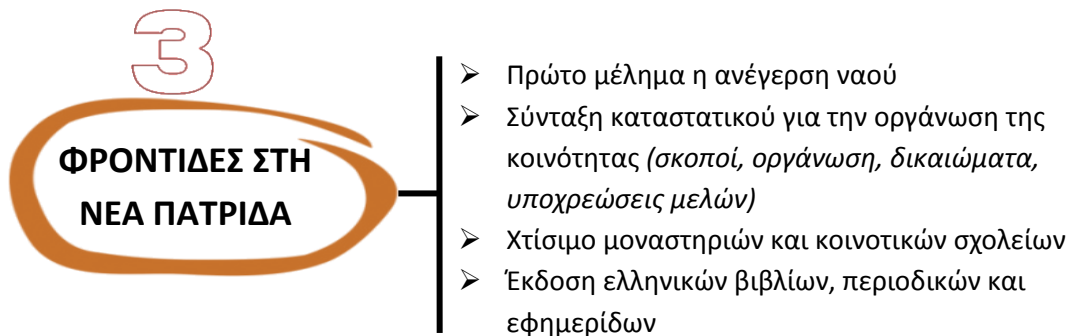 3
ΦΡΟΝΤΙΔΕΣ ΣΤΗ
ΝΕΑ ΠΑΤΡΙΔΑ
➢ Πρώτο μέλημα η ανέγερση ναού
➢ Σύνταξη καταστατικού για την οργάνωση της
κοινότητας (σκοποί, οργάνωση, δικαιώματα,
υποχρεώσεις μελών)
➢ Χτίσιμο μοναστηριών και κοινοτικών σχολείων
➢ Έκδοση ελληνικών βιβλίων, περιοδικών και
εφημερίδων